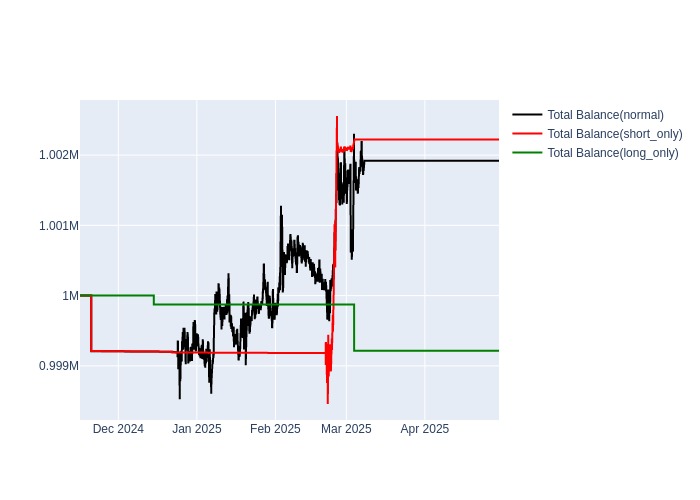 Total Balance(normal)
Total Balance(short_only)
Total Balance(long_only)
1.002M
1.001M
1M
0.999M
Dec 2024
Jan 2025
Feb 2025
Mar 2025
Apr 2025